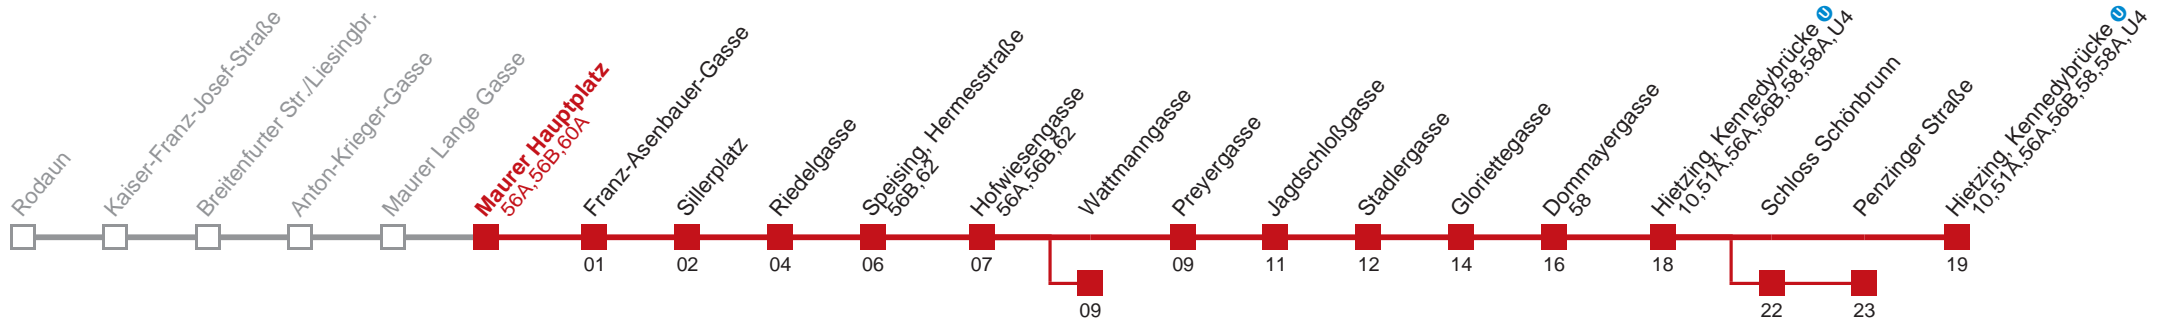 Rodaun
Kaiser-Franz-Josef-Straße
Breitenfurter Str./Liesingbr.
Anton-Krieger-Gasse
Maurer Lange Gasse
Maurer Hauptplatz
56A,56B,60A
Franz-Asenbauer-Gasse
Sillerplatz
Riedelgasse
Speising, Hermesstraße
56B,62
Hofwiesengasse
56A,56B,62
Wattmanngasse
Preyergasse
Jagdschloßgasse
Stadlergasse
Gloriettegasse
Dommayergasse
58
Hietzing, Kennedybrücke U
10,51A,56A,56B,58,58A,U4
Schloss Schönbrunn
Penzinger Straße
Hietzing, Kennedybrücke U
10,51A,56A,56B,58,58A,U4
01
02
04
06
07
09
11
12
14
16
18
19
09
22
23